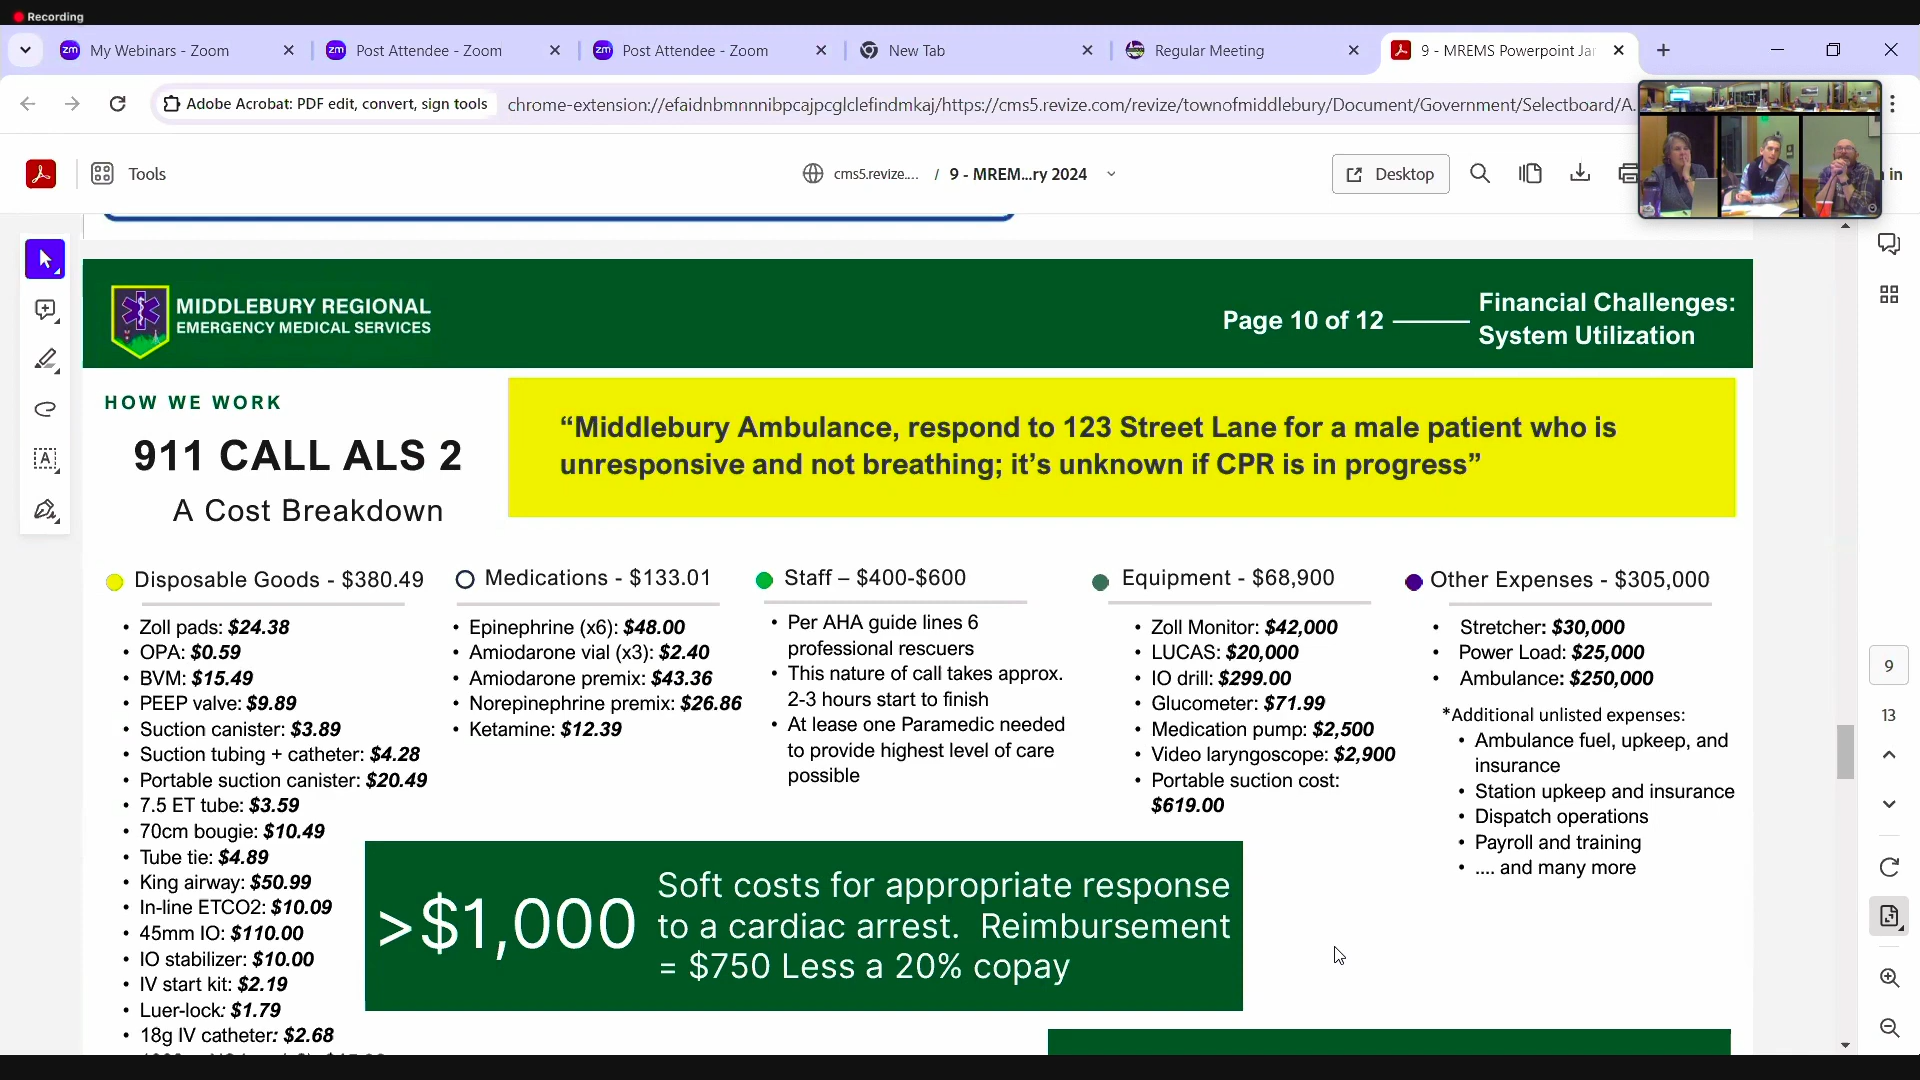 Recording
My Webinars - Zoom
Post Attendee - Zoom
Post Attendee - Zoom
New Tab
Regular Meeting
9 - MREMS Powerpoint Jar
Adobe Acrobat: PDF edit, convert, sign tools
chrome-extension://efaidnbmnnnibpcajpcglclefindmkaj/https://cms5.revize.com/revize/townofmiddlebury/Document/Government/Selectboard/A...
Tools
cms5.revize....  /  9 - MREM...ry 2024
Desktop
n in
MIDDLEBURY REGIONAL
EMERGENCY MEDICAL SERVICES
Page 10 of 12
Financial Challenges:
System Utilization
HOW WE WORK
911 CALL ALS 2
A Cost Breakdown
“Middlebury Ambulance, respond to 123 Street Lane for a male patient who is
unresponsive and not breathing; it’s unknown if CPR is in progress”
Disposable Goods - $380.49
• Zoll pads: $24.38
• OPA: $0.59
• BVM: $15.49
• PEEP valve: $9.89
• Suction canister: $3.89
• Suction tubing + catheter: $4.28
• Portable suction canister: $20.49
• 7.5 ET tube: $3.59
• 70cm bougie: $10.49
• Tube tie: $4.89
• King airway: $50.99
• In-line ETCO2: $10.09
• 45mm IO: $110.00
• IO stabilizer: $10.00
• IV start kit: $2.19
• Luer-lock: $1.79
• 18g IV catheter: $2.68
Medications - $133.01
• Epinephrine (x6): $48.00
• Amiodarone vial (x3): $2.40
• Amiodarone premix: $43.36
• Norepinephrine premix: $26.86
• Ketamine: $12.39
Staff – $400-$600
• Per AHA guide lines 6
professional rescuers
• This nature of call takes approx.
2-3 hours start to finish
• At lease one Paramedic needed
to provide highest level of care
possible
Equipment - $68,900
• Zoll Monitor: $42,000
• LUCAS: $20,000
• IO drill: $299.00
• Glucometer: $71.99
• Medication pump: $2,500
• Video laryngoscope: $2,900
• Portable suction cost:
$619.00
Other Expenses - $305,000
• Stretcher: $30,000
• Power Load: $25,000
• Ambulance: $250,000
*Additional unlisted expenses:
• Ambulance fuel, upkeep, and
insurance
• Station upkeep and insurance
• Dispatch operations
• Payroll and training
• .... and many more
>$1,000
Soft costs for appropriate response
to a cardiac arrest.  Reimbursement
= $750 Less a 20% copay
9
13